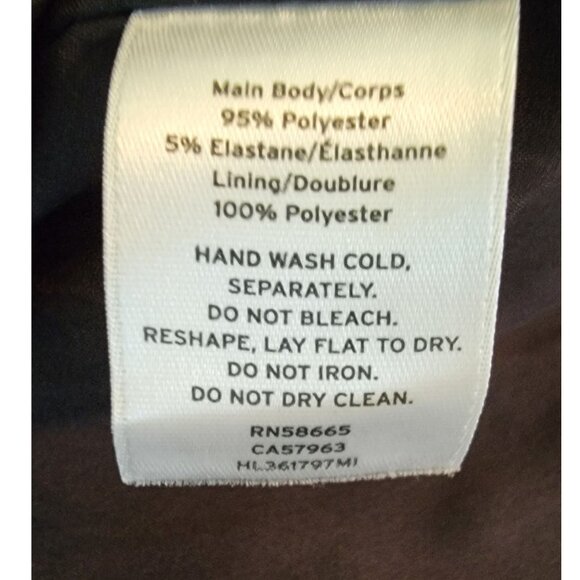 Main Body/Corps
95% Polyester
5% Elastane/Élasthanne
Lining/Doublure
100% Polyester
HAND WASH COLD,
SEPARATELY.
DO NOT BLEACH.
RESHAPE, LAY FLAT TO DRY.
DO NOT IRON.
DO NOT DRY CLEAN.
RN58665
CA57963
HL361797MI